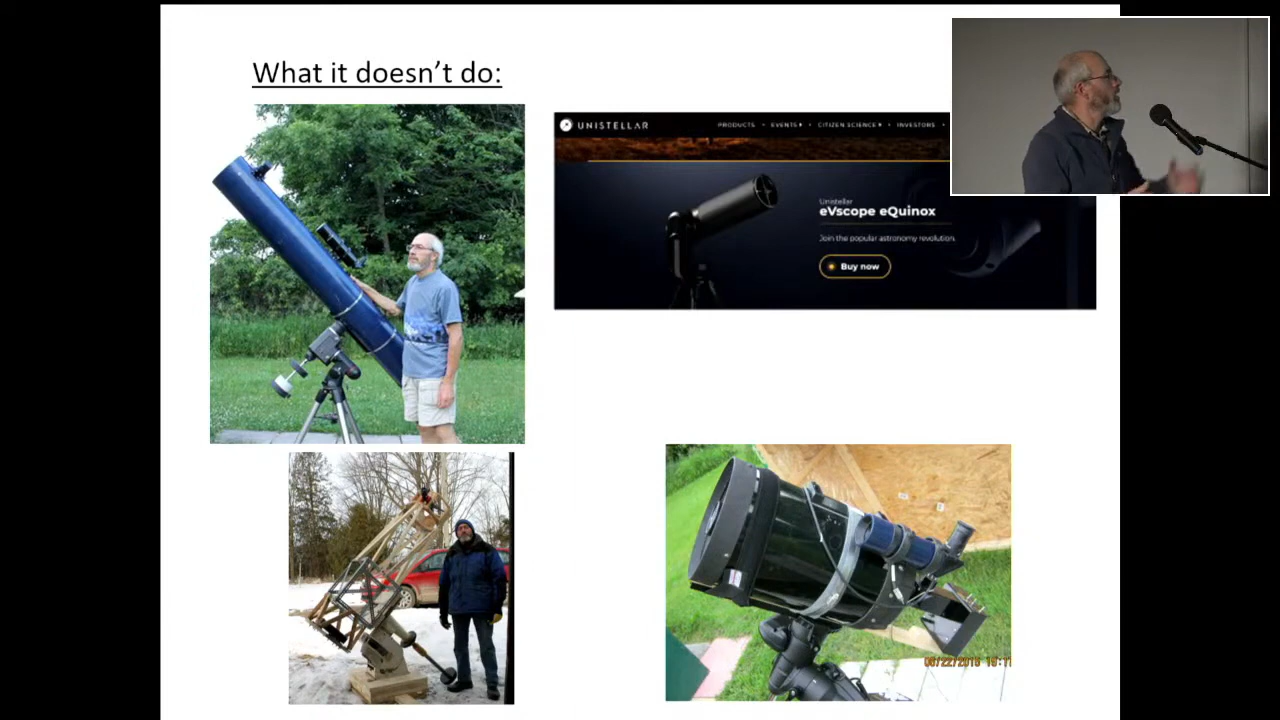 What it doesn't do:
UNISTELLAR
PRODUCTS • EVENTS • CITIZEN SCIENCE • INVESTORS •
Unistellar
eVscope eQuinox
Join the popular astronomy revolution.
Buy now